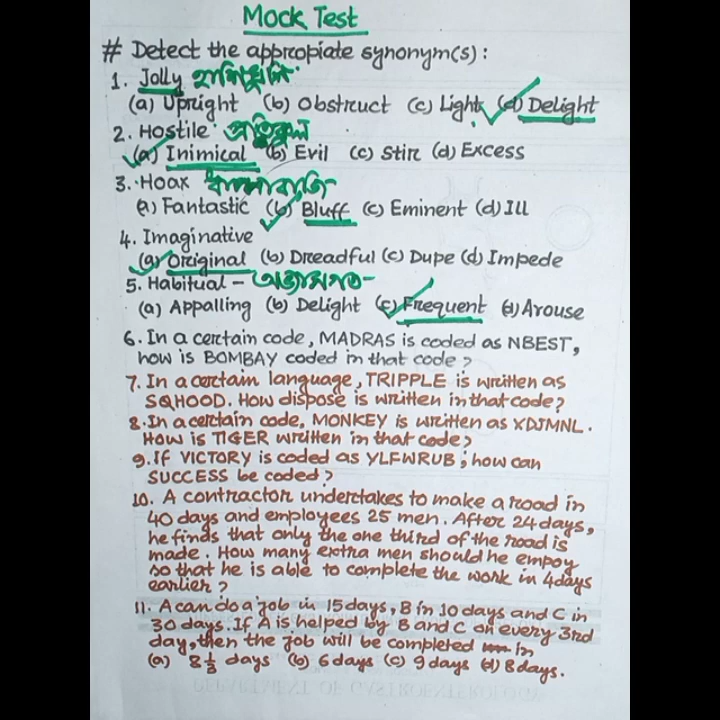 Mock Test
# Detect the appropiate synonym(s):
1. Jolly হাসিখুশি
(a) Upright (b) Obstruct (c) Light (d) Delight
2. Hostile প্রতিকূল
(a) Inimical (b) Evil (c) Stir (d) Excess
3. Hoax ধাপ্পাবাজি
(a) Fantastic (b) Bluff (c) Eminent (d) Ill
4. Imaginative
(a) Original (b) Dreadful (c) Dupe (d) Impede
5. Habitual - অভ্যাসগত-
(a) Appalling (b) Delight (c) Frequent (d) Arouse
6. In a certain code, MADRAS is coded as NBEST,
how is BOMBAY coded in that code?
7. In a certain language, TRIPPLE is written as
SQHOOD. How dispose is written in that code?
8. In a certain code, MONKEY is written as XDJMNL.
How is TIGER written in that code?
9. If VICTORY is coded as YLFWRUB; how can
SUCCESS be coded?
10. A contractor undertakes to make a road in
40 days and employees 25 men. After 24 days,
he finds that only the one third of the road is
made. How many extra men should he empoy
so that he is able to complete the work in 4 days
earlier?
11. A can do a job in 15 days, B in 10 days and C in
30 days. If A is helped by B and C on every 3rd
day, then the job will be completed in
(a) 8 1/3 days (b) 6 days (c) 9 days (d) 8 days.